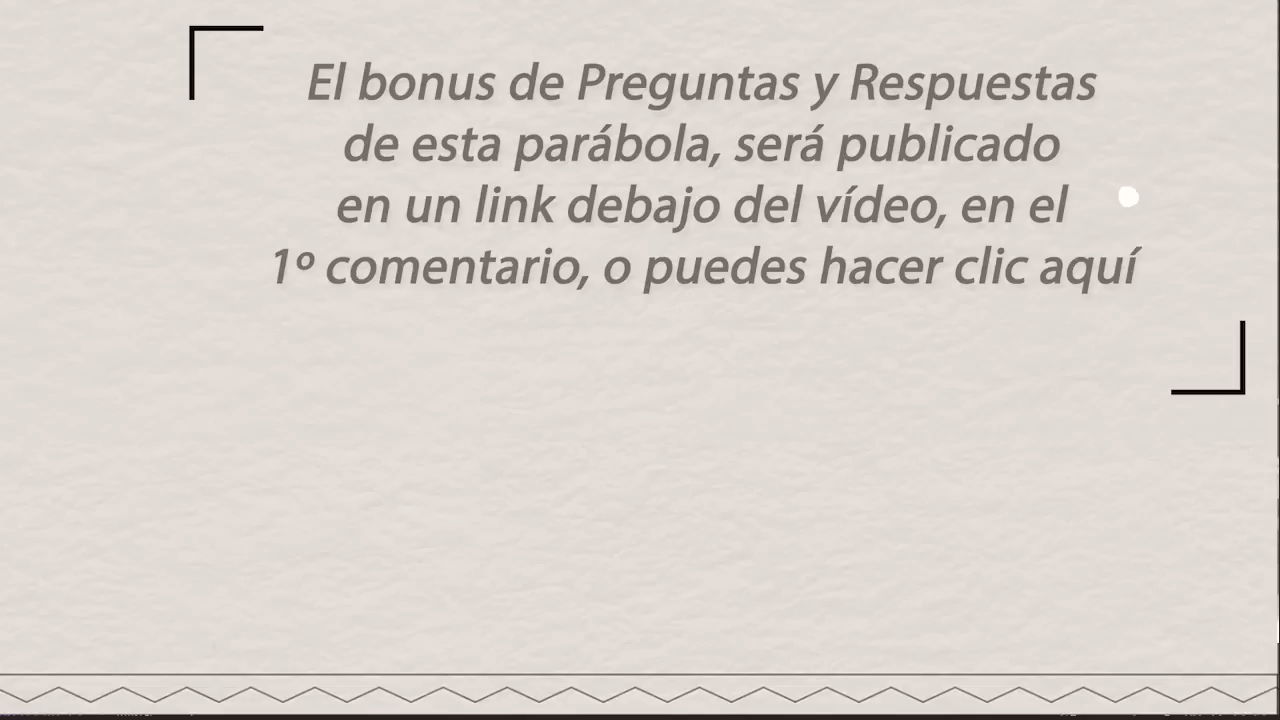 El bonus de Preguntas y Respuestas
de esta parábola, será publicado
en un link debajo del vídeo, en el
1º comentario, o puedes hacer clic aquí